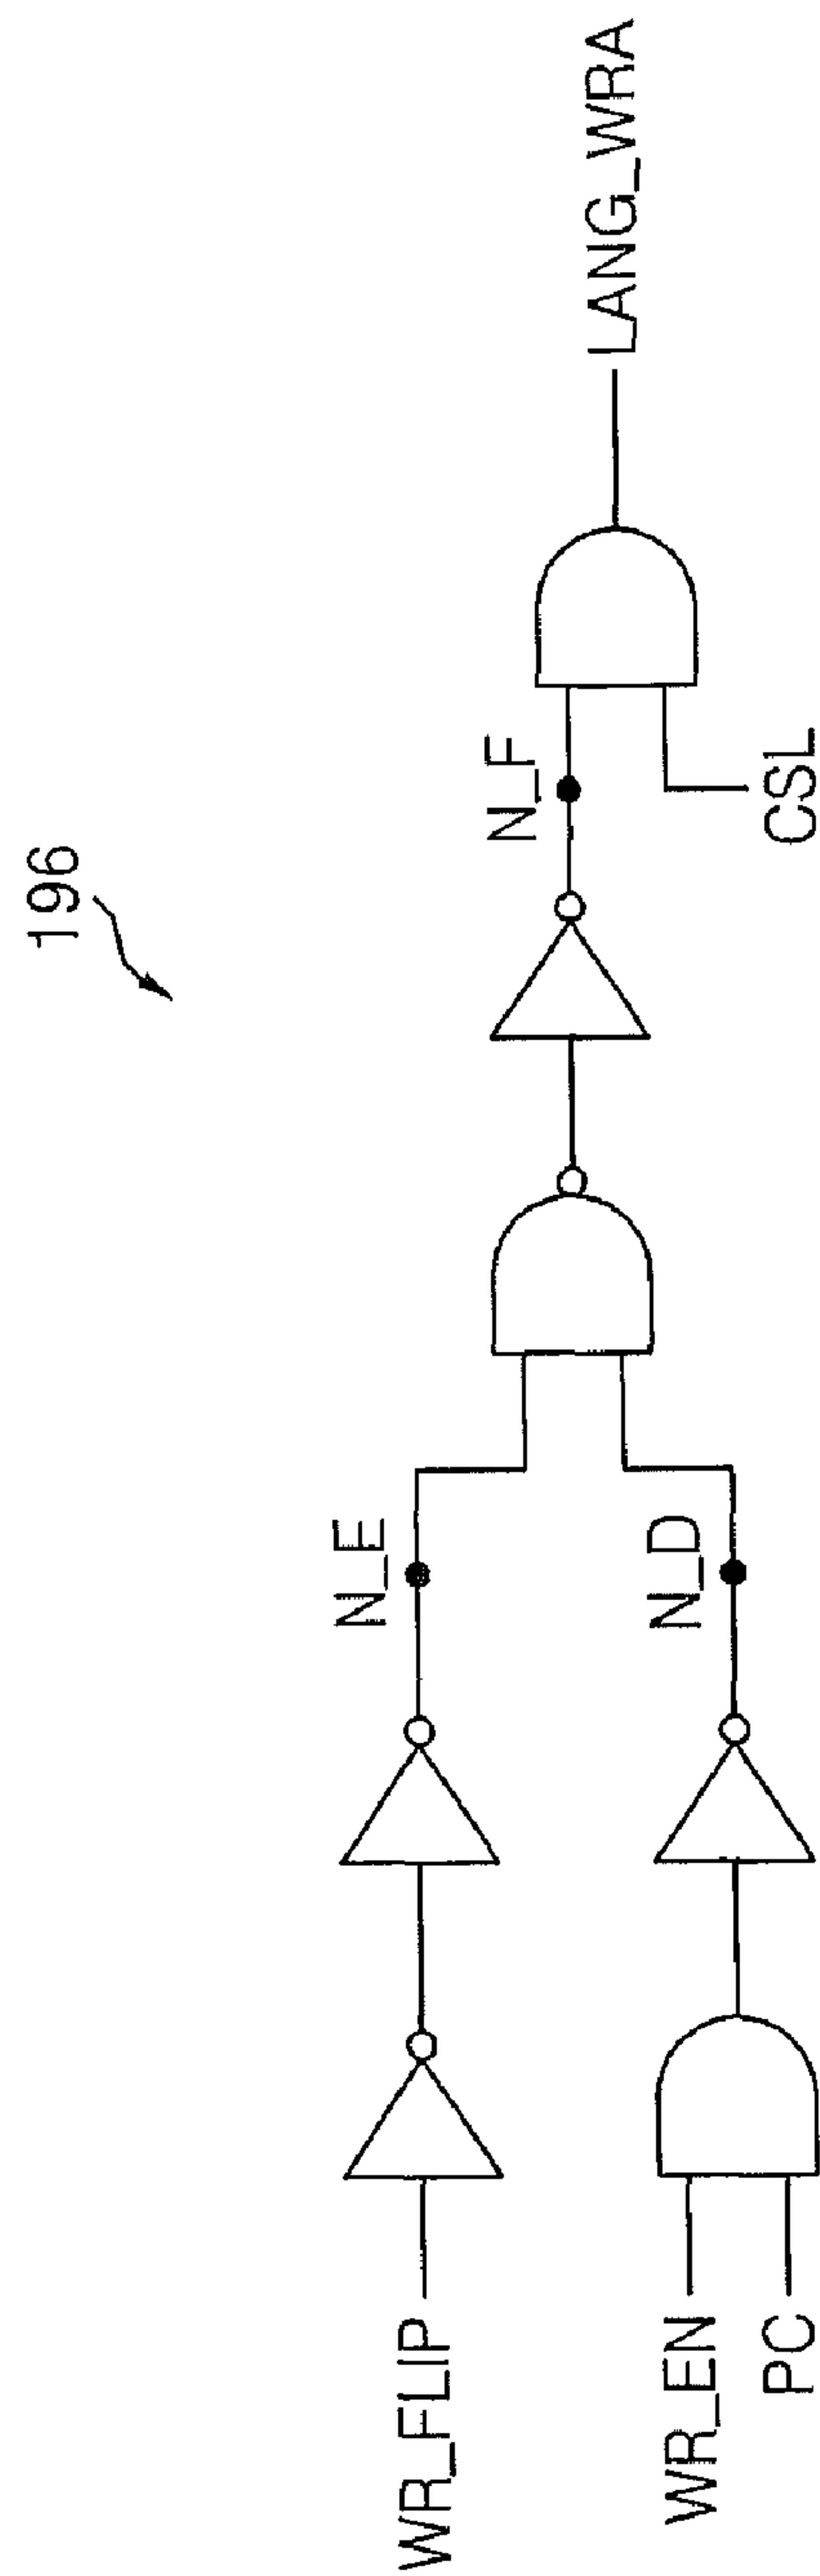 196
WR_FLIP
WR_EN
PC
N_E
N_D
N_F
CSL
LANG_WRA